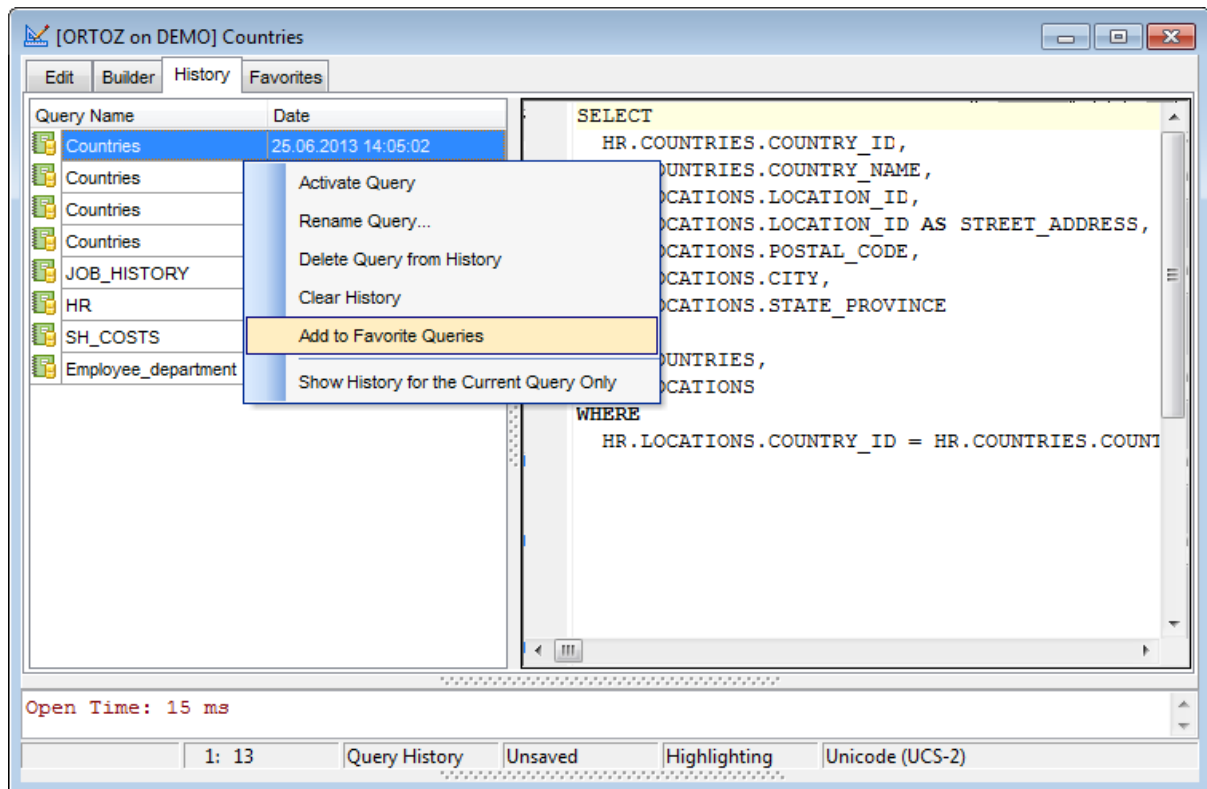 [ORTOZ on DEMO] Countries
Edit Builder History Favorites
Query Name Date
Countries 25.06.2013 14:05:02
Countries
Countries
Countries
JOB_HISTORY
HR
SH_COSTS
Employee_department
Activate Query
Rename Query...
Delete Query from History
Clear History
Add to Favorite Queries
Show History for the Current Query Only
SELECT
HR.COUNTRIES.COUNTRY_ID,
OUNTRIES.COUNTRY_NAME,
OCATIONS.LOCATION_ID,
OCATIONS.LOCATION_ID AS STREET_ADDRESS,
OCATIONS.POSTAL_CODE,
OCATIONS.CITY,
OCATIONS.STATE_PROVINCE
OUNTRIES,
OCATIONS
WHERE
HR.LOCATIONS.COUNTRY_ID = HR.COUNTRIES.COUNT
Open Time: 15 ms
1: 13 Query History Unsaved Highlighting Unicode (UCS-2)